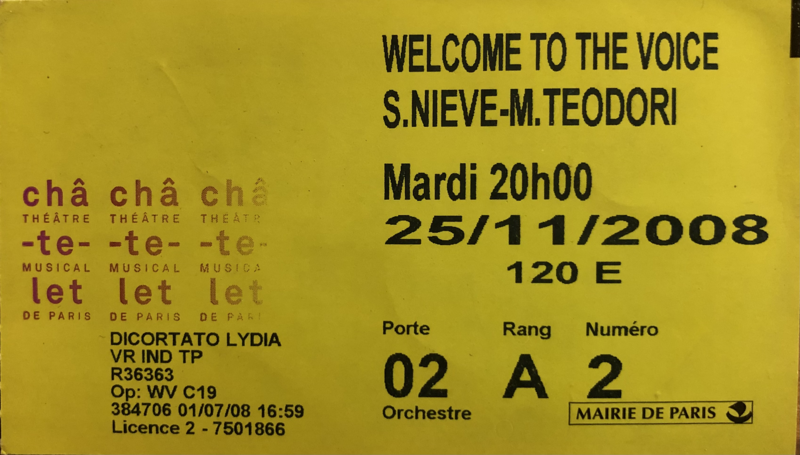 WELCOME TO THE VOICE
S.NIEVE-M.TEODORI
Mardi 20h00
25/11/2008
120 E
Porte Rang Numéro
02 A 2
Orchestre
MAIRIE DE PARIS
châ châ châ
THÉÂTRE THÉÂTRE THÉÂTR
-te- -te- -te-
MUSICAL MUSICAL MUSICA
let let let
DE PARIS DE PARIS DE PARI
DICORTATO LYDIA
VR IND TP
R36363
Op: WV C19
384706 01/07/08 16:59
Licence 2 - 7501866